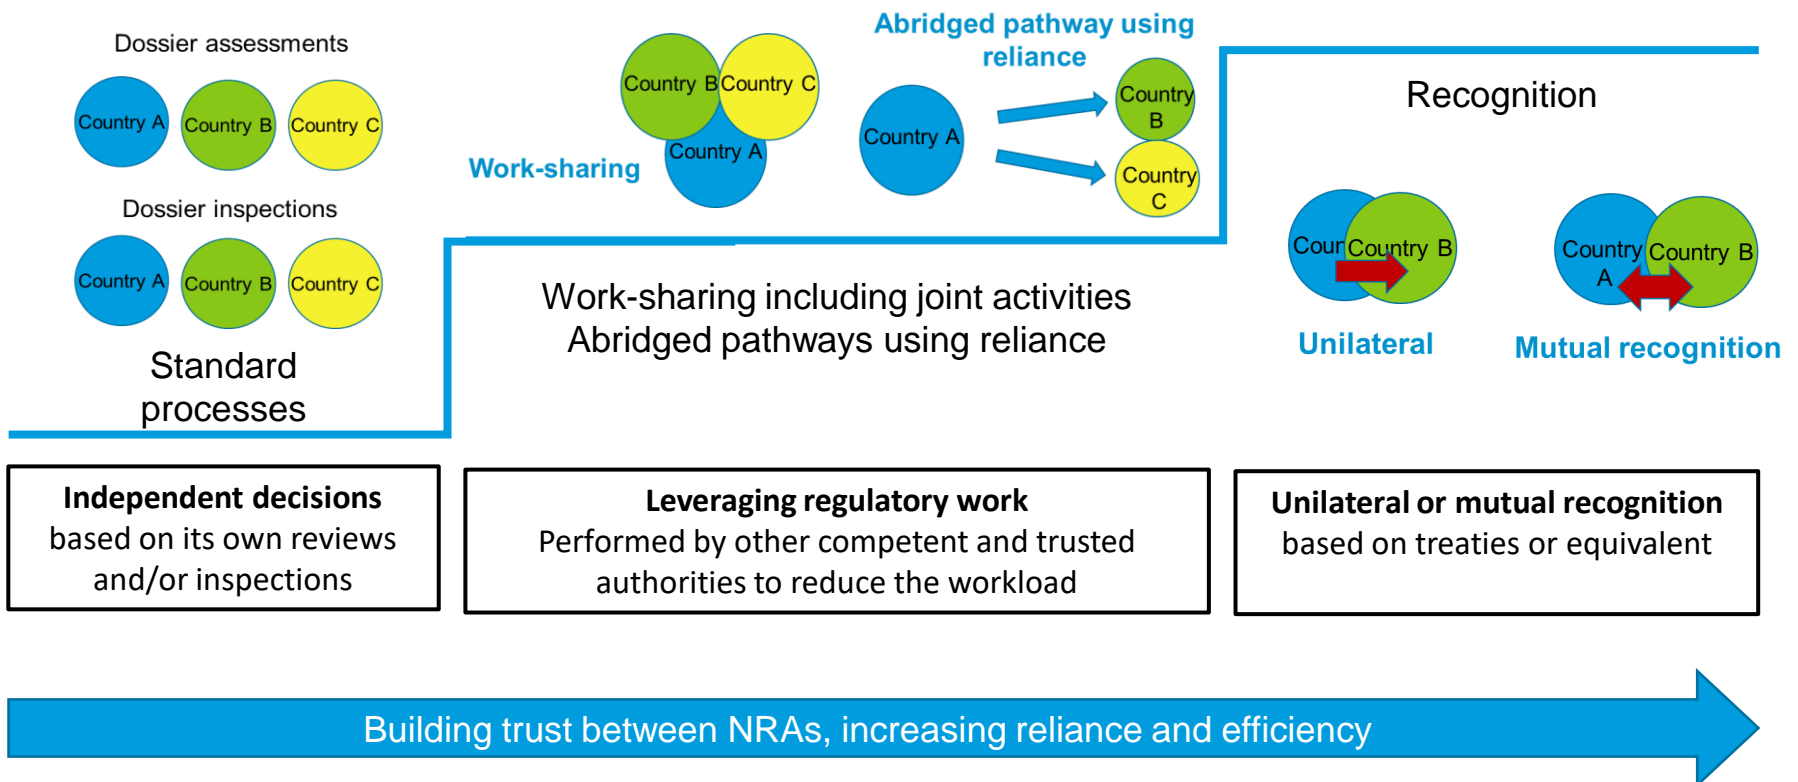 Dossier assessments
Country A
Country B
Country C
Dossier inspections
Country A
Country B
Country C
Standard
processes
Work-sharing
Country B
Country C
Country A
Abridged pathway using
reliance
Country A
Country
B
Country
C
Work-sharing including joint activities
Abridged pathways using reliance
Recognition
Coun
Country B
Unilateral
Country
A
Country B
Mutual recognition
Independent decisions
based on its own reviews
and/or inspections
Leveraging regulatory work
Performed by other competent and trusted
authorities to reduce the workload
Unilateral or mutual recognition
based on treaties or equivalent
Building trust between NRAs, increasing reliance and efficiency